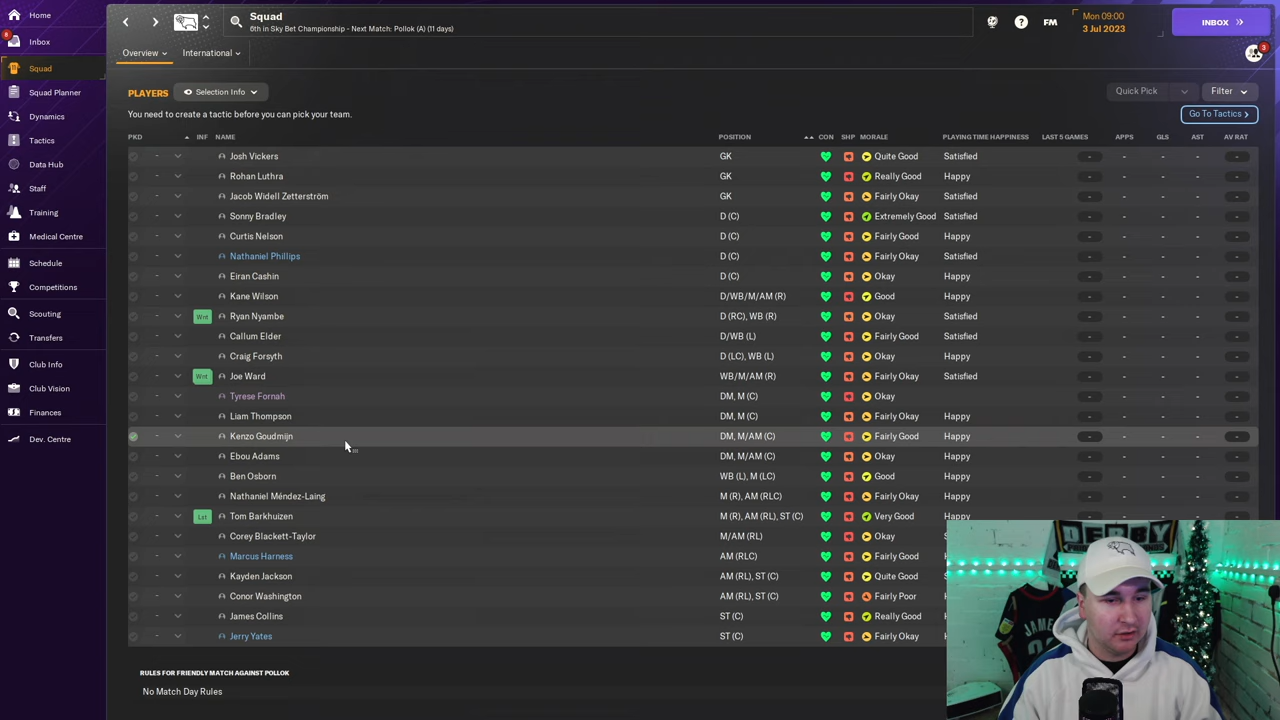 Home
Squad
6th in Sky Bet Championship - Next Match: Pollok (A) (11 days)
FM
Mon 09:00
3 Jul 2023
INBOX
8
Inbox
Squad
Overview
International
3
Squad Planner
PLAYERS
Selection Info
Quick Pick
Filter
Dynamics
You need to create a tactic before you can pick your team.
Go To Tactics
Tactics
PKD INF NAME POSITION CON SHP MORALE PLAYING TIME HAPPINESS LAST 5 GAMES APPS GLS AST AV RAT
Data Hub
Staff
Training
Medical Centre
Schedule
Competitions
Scouting
Transfers
Club Info
Club Vision
Finances
Dev. Centre
- Josh Vickers GK Quite Good Satisfied - - - - -
- Rohan Luthra GK Really Good Happy - - - - -
- Jacob Widell Zetterström GK Fairly Okay Satisfied - - - - -
- Sonny Bradley D (C) Extremely Good Satisfied - - - - -
- Curtis Nelson D (C) Fairly Good Happy - - - - -
- Nathaniel Phillips D (C) Fairly Okay Satisfied - - - - -
- Eiran Cashin D (C) Okay Happy - - - - -
- Kane Wilson D/WB/M/AM (R) Good Happy - - - - -
- Wnt Ryan Nyambe D (RC), WB (R) Okay Satisfied - - - - -
- Callum Elder D/WB (L) Fairly Good Happy - - - - -
- Craig Forsyth D (LC), WB (L) Okay Happy - - - - -
- Wnt Joe Ward WB/M/AM (R) Fairly Okay Satisfied - - - - -
- Tyrese Fornah DM, M (C) Okay - - - - -
- Liam Thompson DM, M (C) Fairly Okay Happy - - - - -
- Kenzo Goudmijn DM, M/AM (C) Fairly Good Happy - - - - -
- Ebou Adams DM, M/AM (C) Okay Happy - - - - -
- Ben Osborn WB (L), M (LC) Good Happy - - - - -
- Nathaniel Méndez-Laing M (R), AM (RLC) Fairly Okay Happy - - - - -
- Lst Tom Barkhuizen M (R), AM (RL), ST (C) Very Good Happy - - - - -
- Corey Blackett-Taylor M/AM (RL) Okay
- Marcus Harness AM (RLC) Fairly Good
- Kayden Jackson AM (RL), ST (C) Quite Good
- Conor Washington AM (RL), ST (C) Fairly Poor
- James Collins ST (C) Really Good
- Jerry Yates ST (C) Fairly Okay
RULES FOR FRIENDLY MATCH AGAINST POLLOK
No Match Day Rules
DERBY